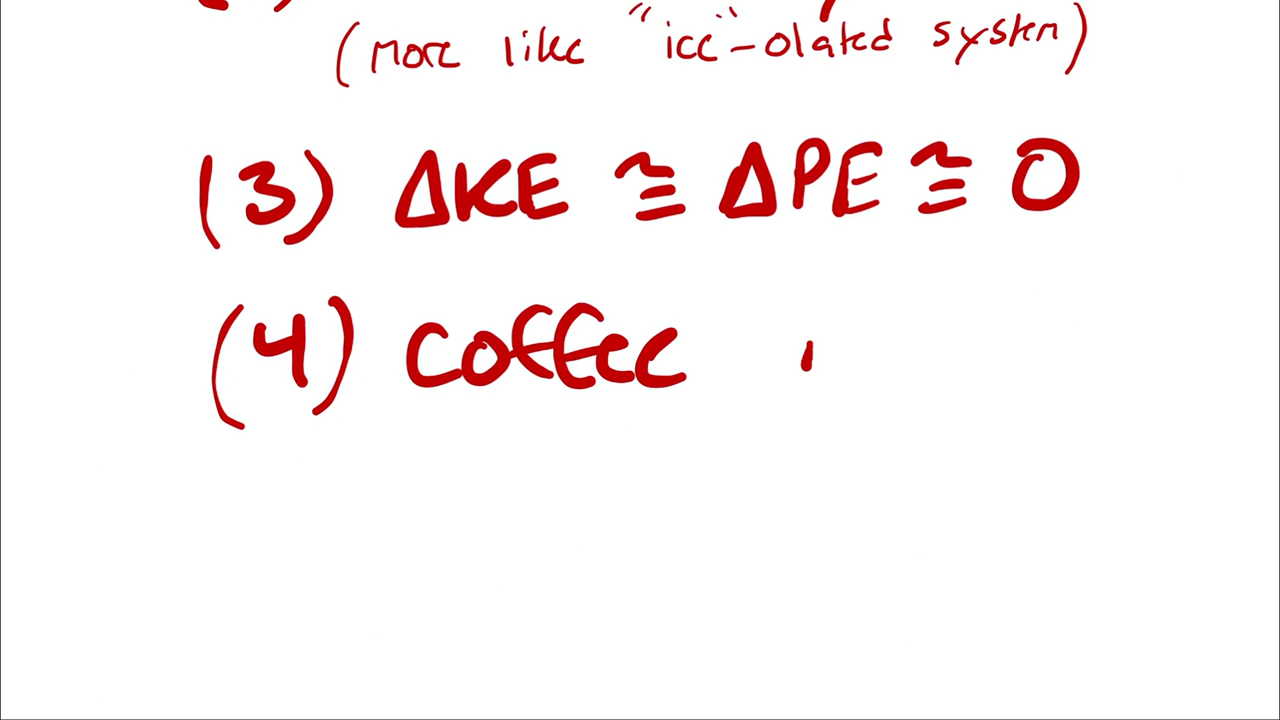 (more like "ice"-olated system)
(3) ΔKE ≅ ΔPE ≅ 0
(4) coffee